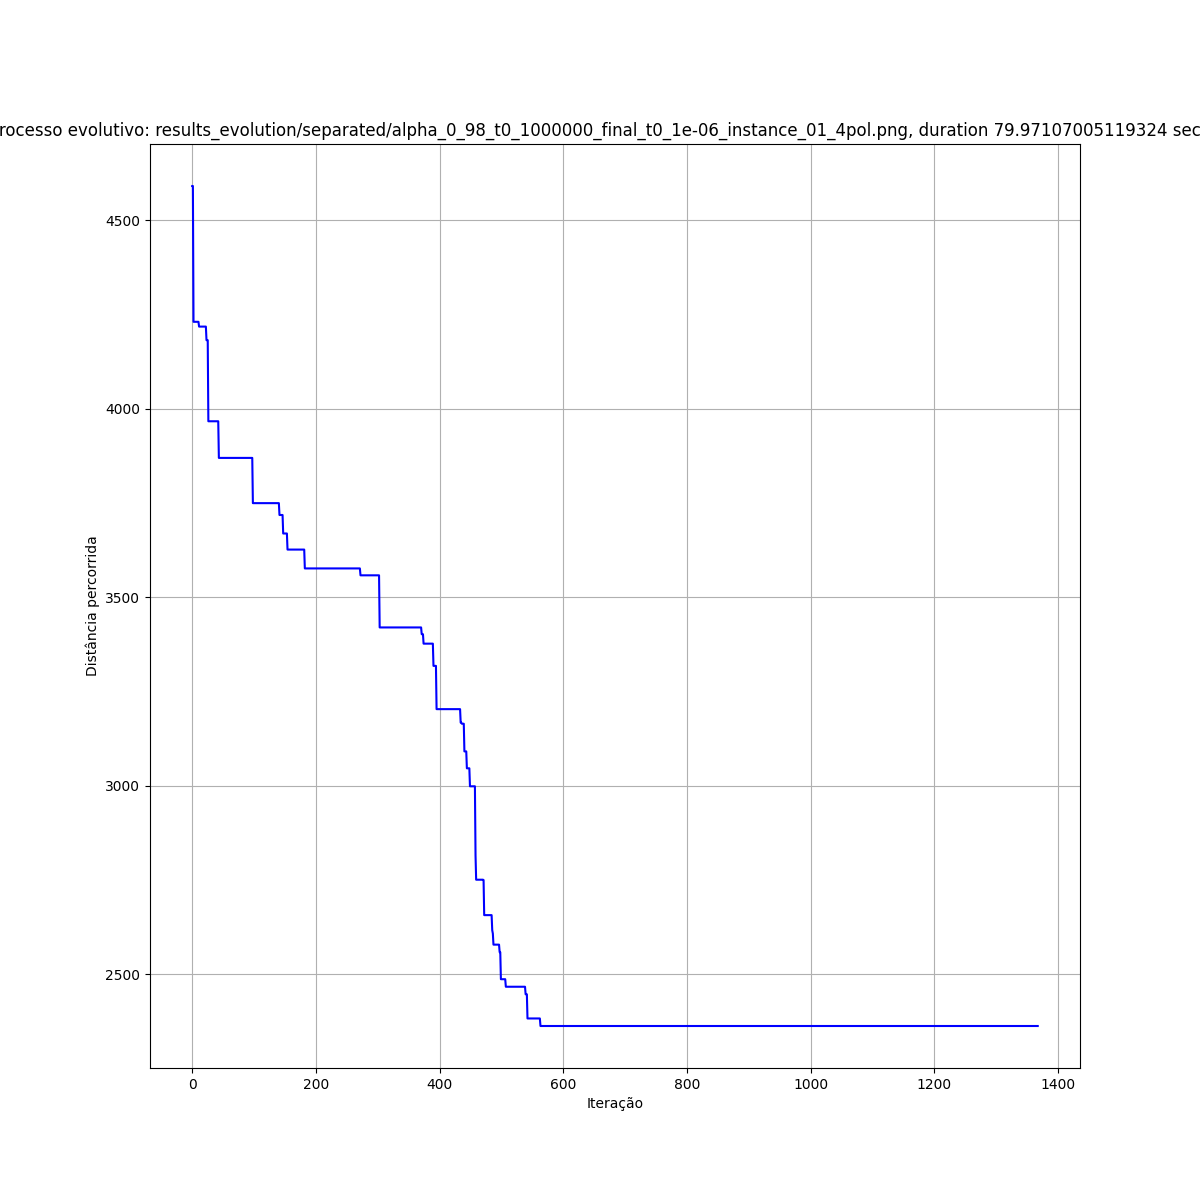 rocesso evolutivo: results_evolution/separated/alpha_0_98_t0_1000000_final_t0_1e-06_instance_01_4pol.png, duration 79.97107005119324 sec
4500
4000
3500
3000
2500
Distância percorrida
0 200 400 600 800 1000 1200 1400
Iteração